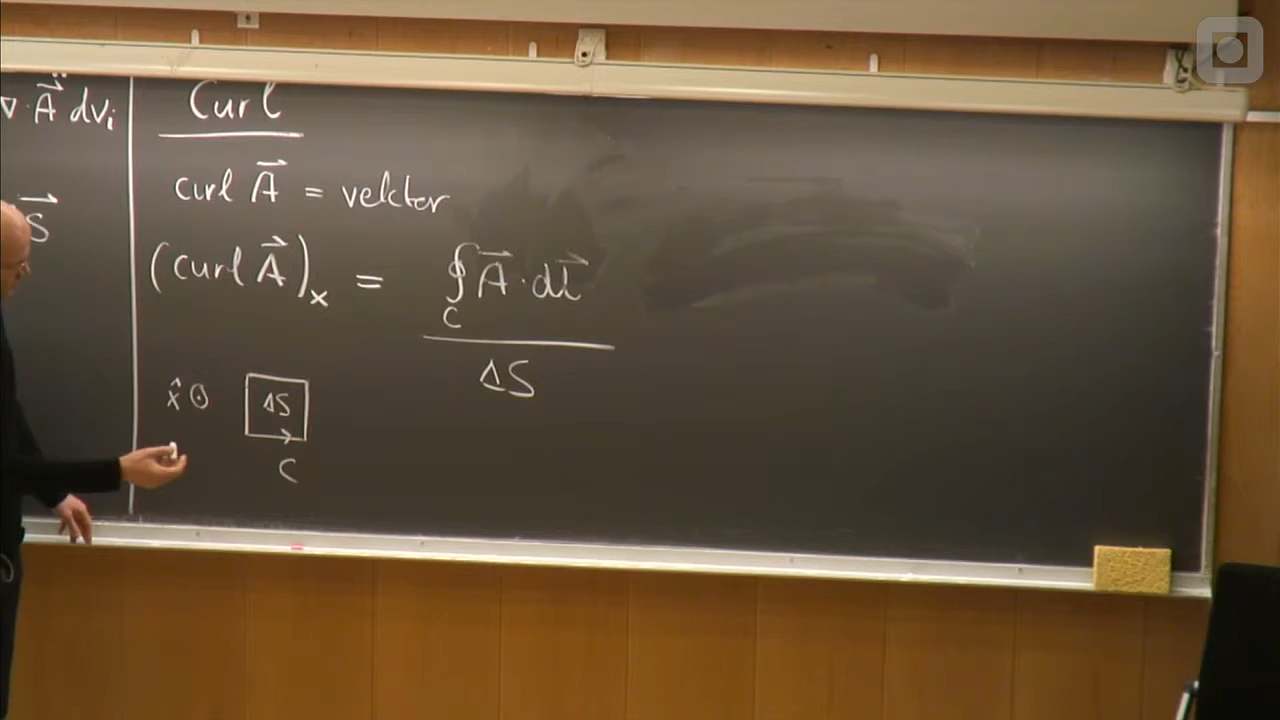 ∇·A⃗ dvᵢ
S⃗
Curl
curl A⃗ = vektor
(curl A⃗)ₓ = ∮ A⃗·dl⃗
C
ΔS
x̂ ⊙ ΔS
C